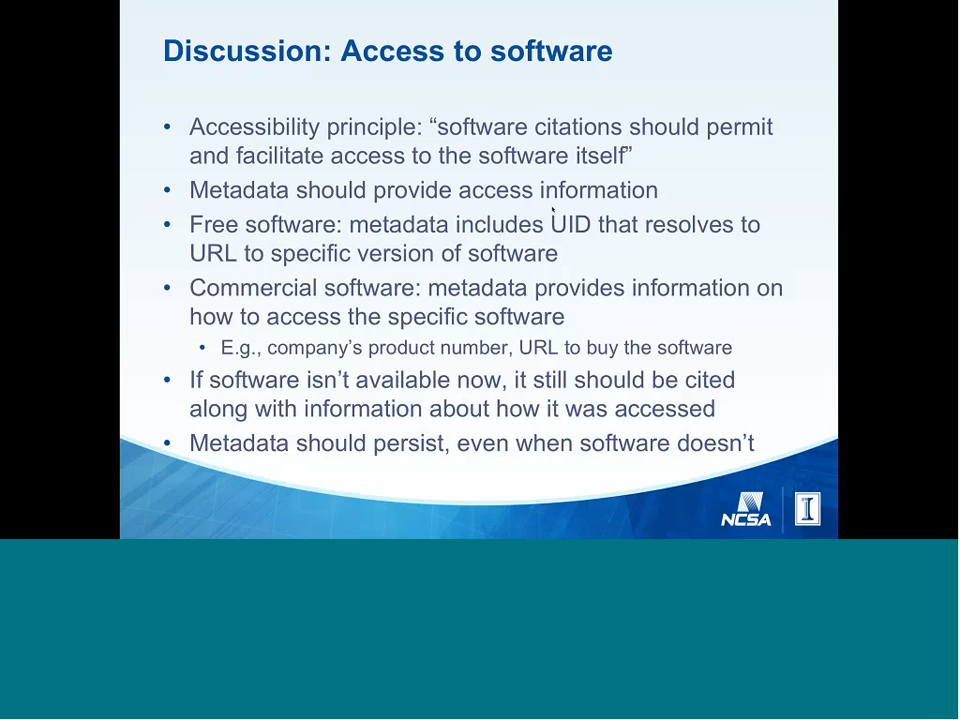 Discussion: Access to software
• Accessibility principle: “software citations should permit
and facilitate access to the software itself”
• Metadata should provide access information
• Free software: metadata includes UID that resolves to
URL to specific version of software
• Commercial software: metadata provides information on
how to access the specific software
• E.g., company’s product number, URL to buy the software
• If software isn’t available now, it still should be cited
along with information about how it was accessed
• Metadata should persist, even when software doesn’t
NCSA
I